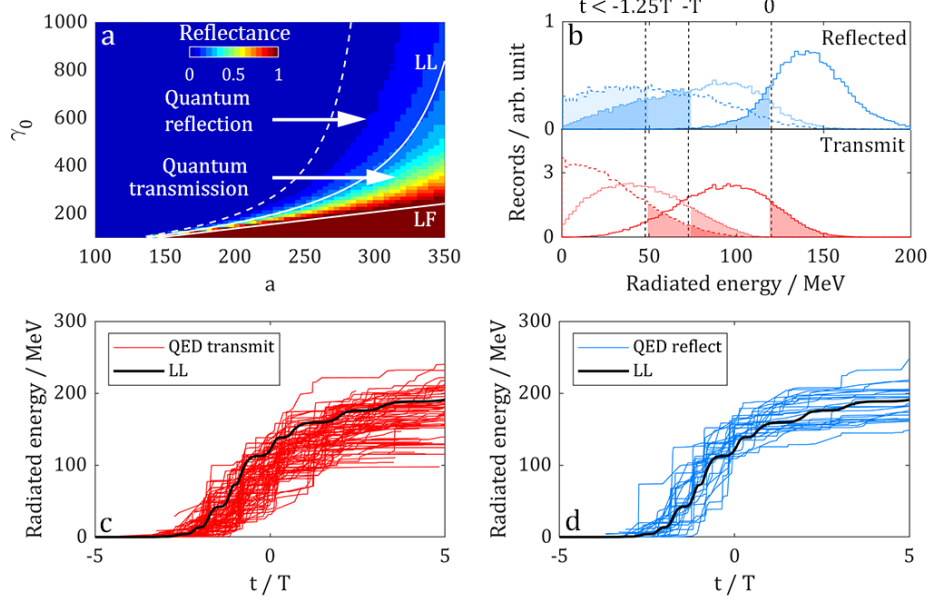 t < -1.25T -T 0
1000
800
600
400
200
γ0
a
Reflectance
0 0.5 1
LL
Quantum
reflection
Quantum
transmission
LF
100 150 200 250 300 350
a
b
Reflected
1
0
Transmit
3
0
Records / arb. unit
0 50 100 150 200
Radiated energy / MeV
300
200
100
0
Radiated energy / MeV
QED transmit
LL
c
-5 0 5
t / T
300
200
100
0
Radiated energy / MeV
QED reflect
LL
d
-5 0 5
t / T